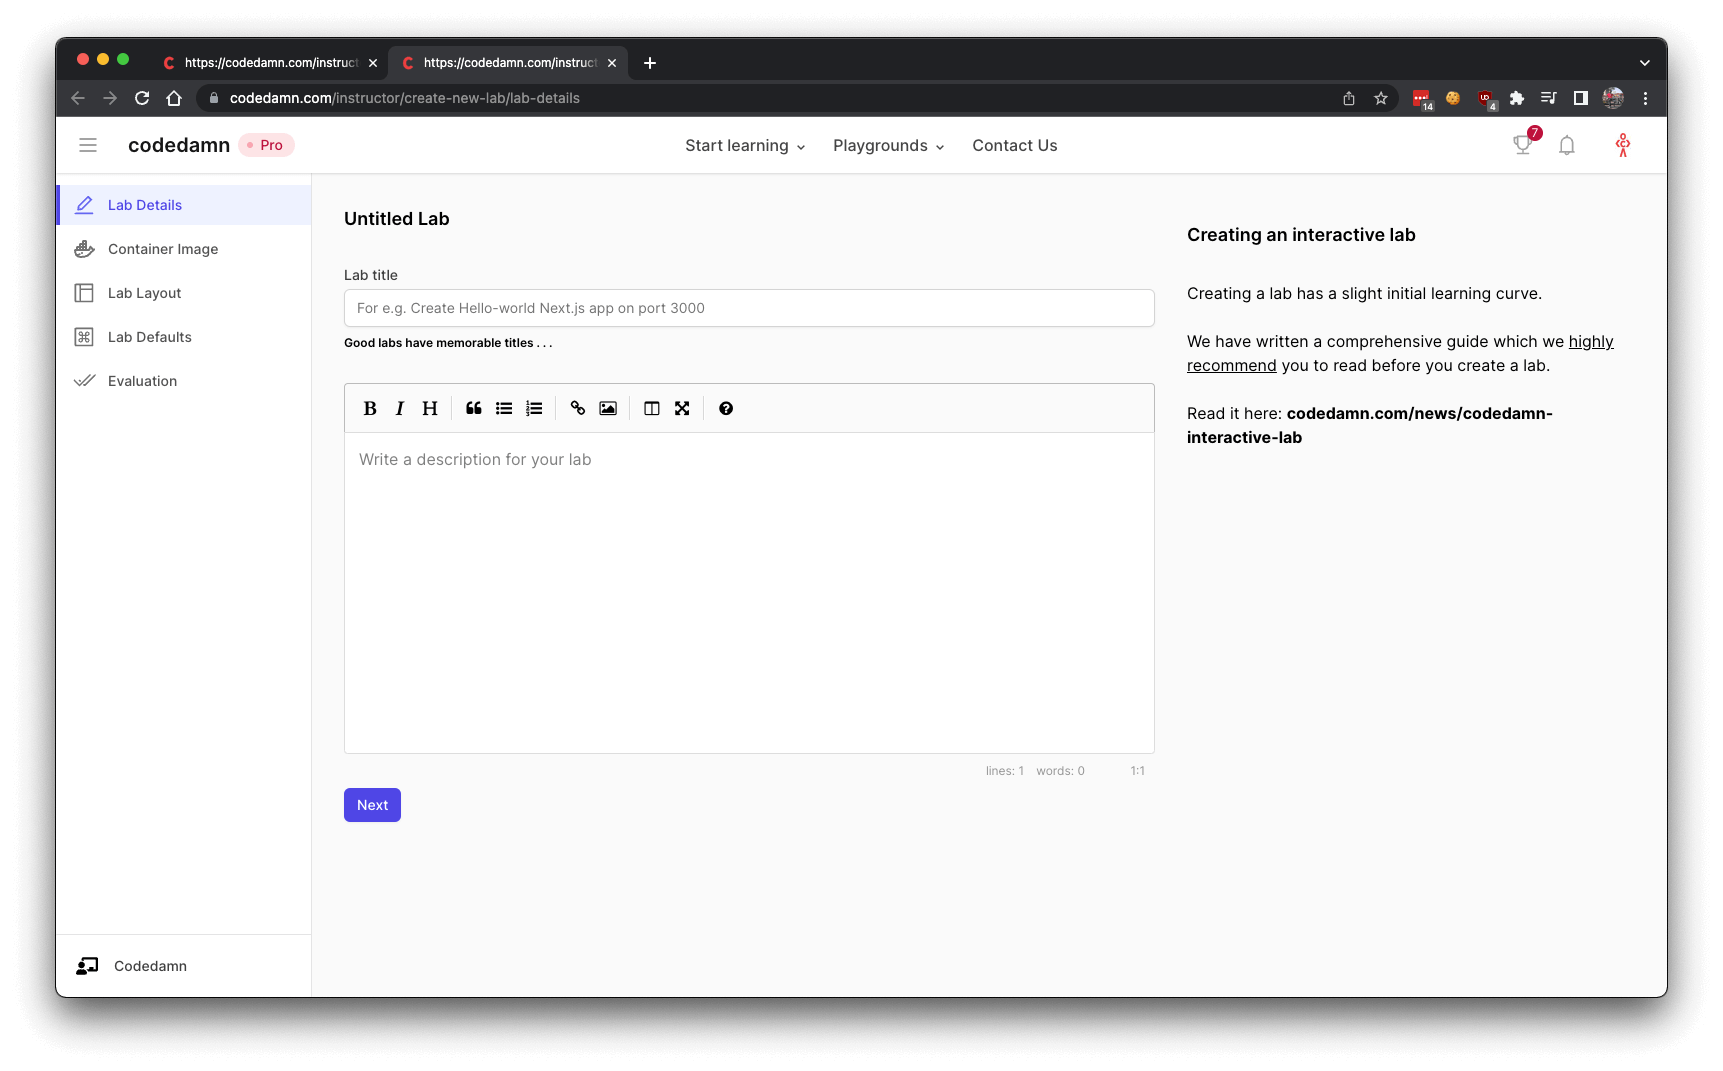 https://codedamn.com/instruct
https://codedamn.com/instruct
codedamn.com/instructor/create-new-lab/lab-details
14
4
codedamn
Pro
Start learning
Playgrounds
Contact Us
7
Lab Details
Container Image
Lab Layout
Lab Defaults
Evaluation
Codedamn
Untitled Lab
Lab title
For e.g. Create Hello-world Next.js app on port 3000
Good labs have memorable titles . . .
B I H
Write a description for your lab
lines: 1 words: 0 1:1
Next
Creating an interactive lab
Creating a lab has a slight initial learning curve.
We have written a comprehensive guide which we highly
recommend you to read before you create a lab.
Read it here: codedamn.com/news/codedamn-
interactive-lab